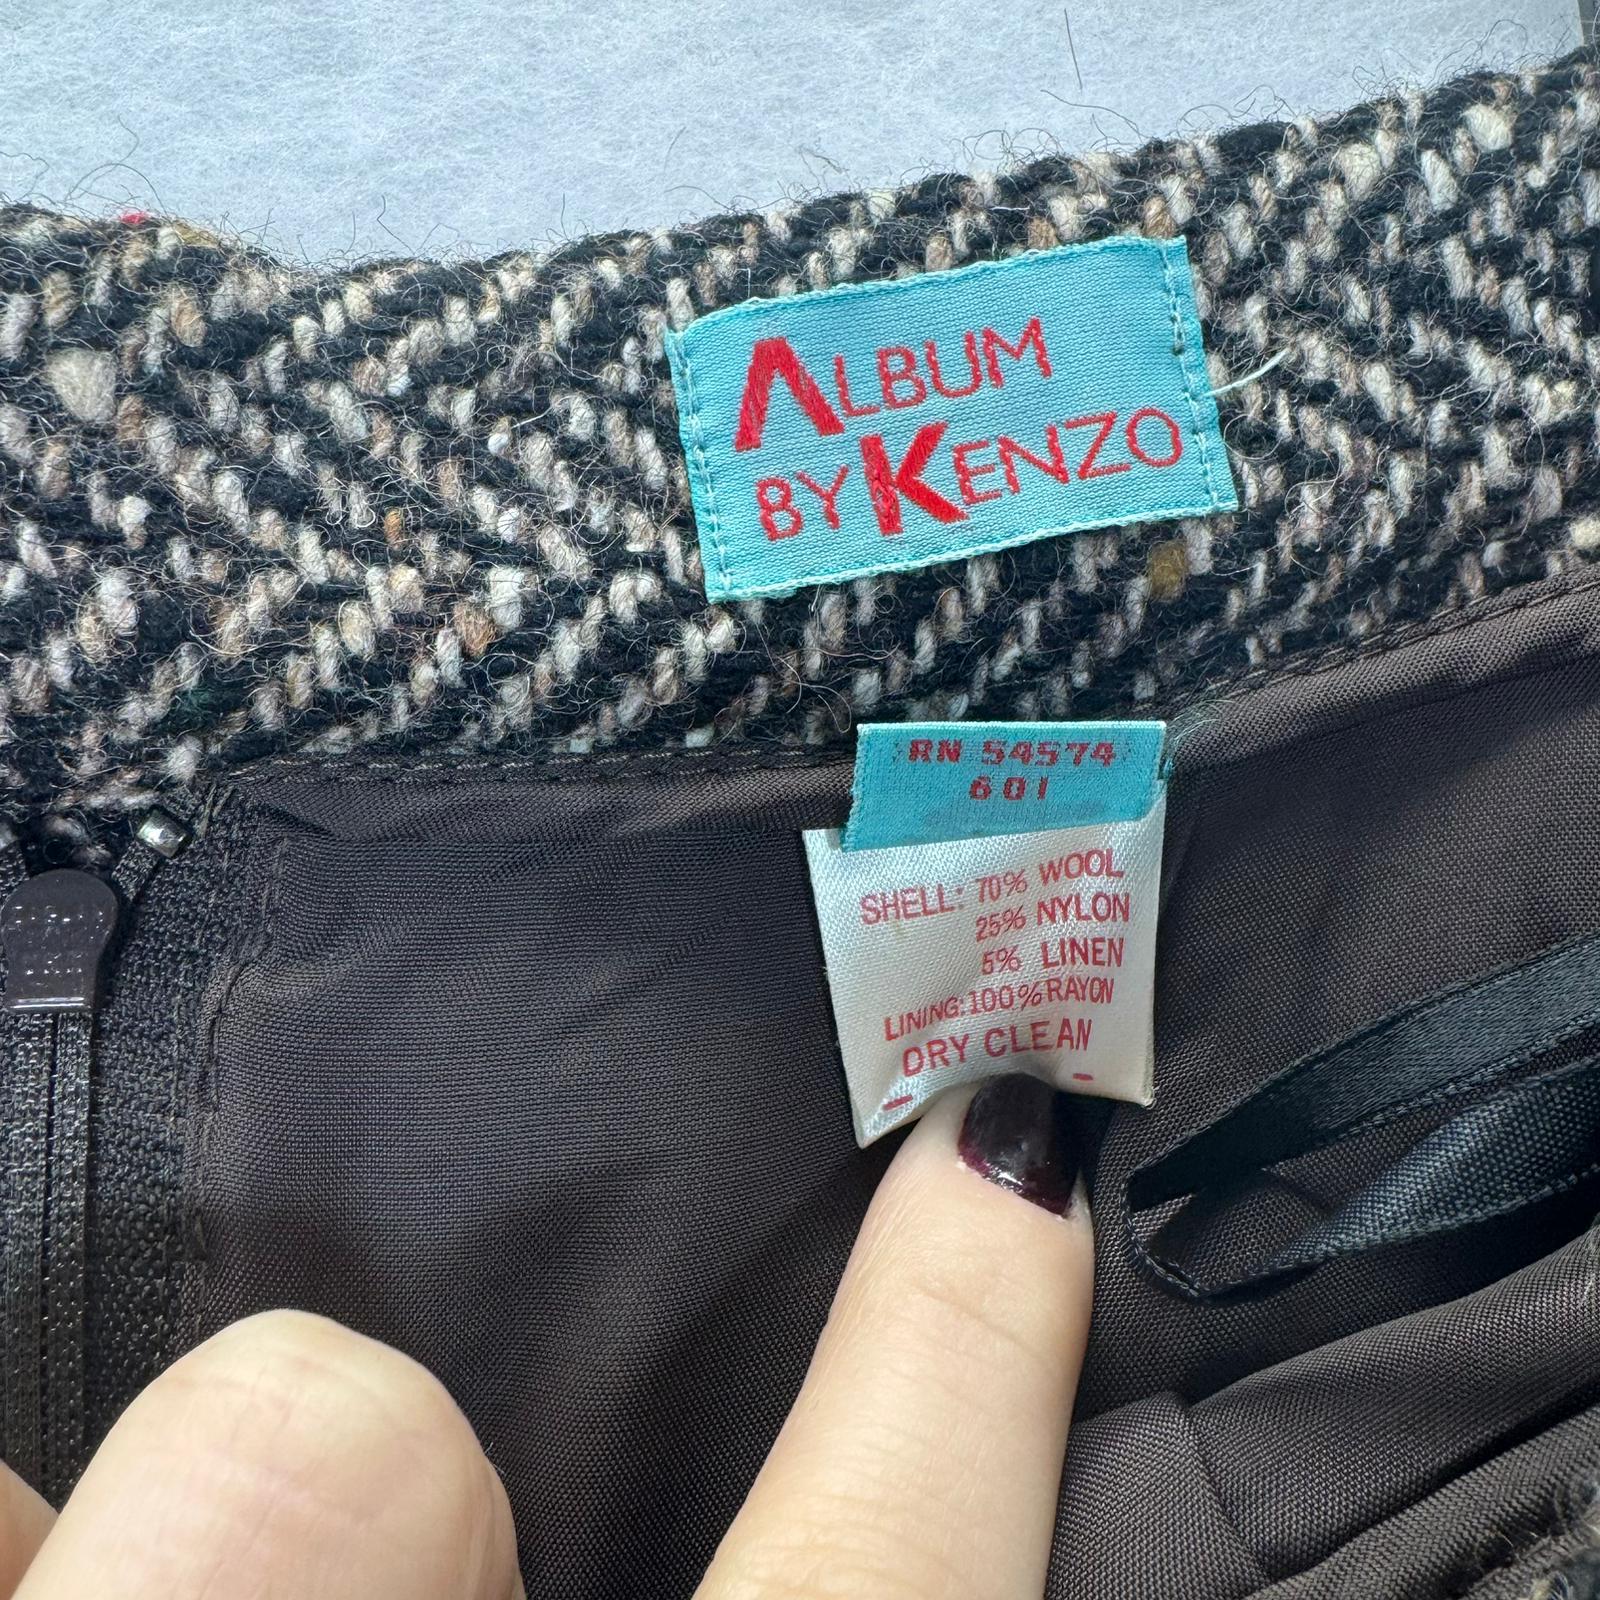 ALBUM
BY KENZO
RN 54574
601
SHELL: 70% WOOL
25% NYLON
5% LINEN
LINING: 100% RAYON
DRY CLEAN